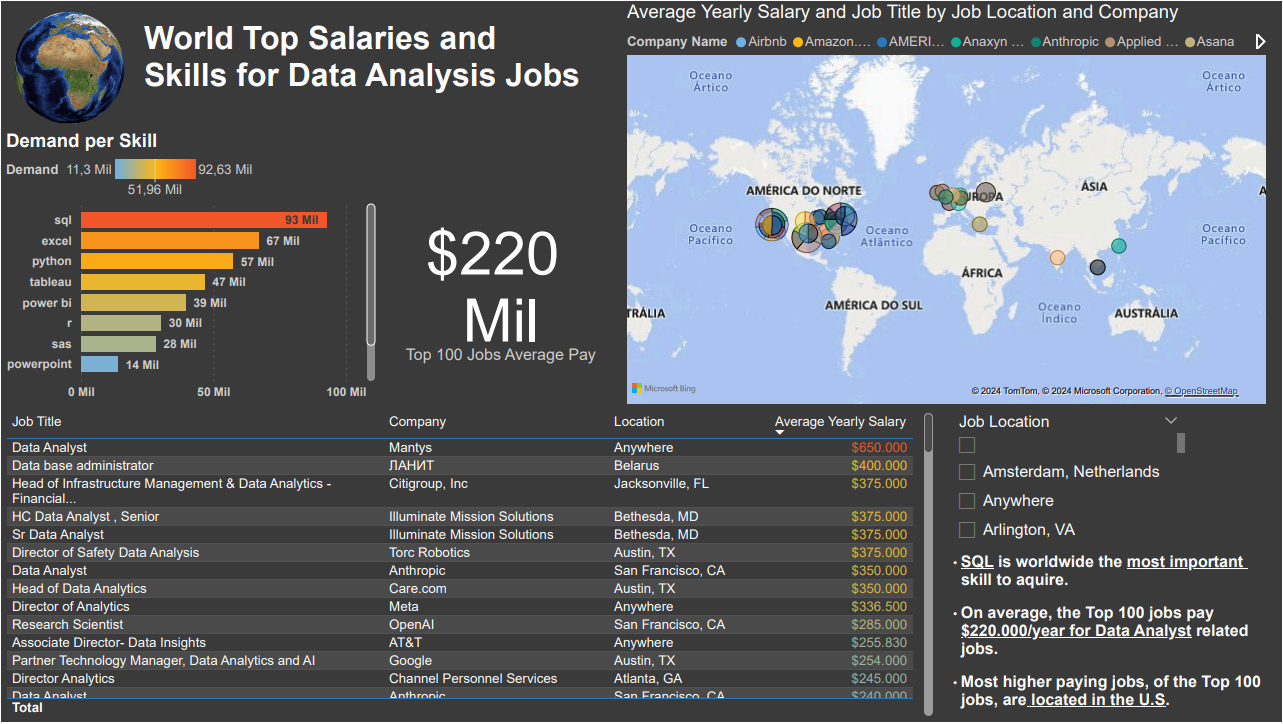 World Top Salaries and
Skills for Data Analysis Jobs
Demand per Skill
Demand 11,3 Mil 92,63 Mil
51,96 Mil
sql 93 Mil
excel 67 Mil
python 57 Mil
tableau 47 Mil
power bi 39 Mil
r 30 Mil
sas 28 Mil
powerpoint 14 Mil
0 Mil 50 Mil 100 Mil
$220
Mil
Top 100 Jobs Average Pay
Average Yearly Salary and Job Title by Job Location and Company
Company Name Airbnb Amazon.... AMERI... Anaxyn ... Anthropic Applied ... Asana
Oceano
Ártico
Oceano
Ártico
AMÉRICA DO NORTE
EUROPA
ÁSIA
A
Oceano
Pacífico
Oceano
Atlântico
Oceano
Pacífico
ÁFRICA
AMÉRICA DO SUL
Oceano
Índico
TRÁLIA
AUSTRÁLIA
Microsoft Bing
© 2024 TomTom, © 2024 Microsoft Corporation, © OpenStreetMap
Job Title Company Location Average Yearly Salary
Data Analyst Mantys Anywhere $650.000
Data base administrator ЛАНИТ Belarus $400.000
Head of Infrastructure Management & Data Analytics - Citigroup, Inc Jacksonville, FL $375.000
Financial...
HC Data Analyst , Senior Illuminate Mission Solutions Bethesda, MD $375.000
Sr Data Analyst Illuminate Mission Solutions Bethesda, MD $375.000
Director of Safety Data Analysis Torc Robotics Austin, TX $375.000
Data Analyst Anthropic San Francisco, CA $350.000
Head of Data Analytics Care.com Austin, TX $350.000
Director of Analytics Meta Anywhere $336.500
Research Scientist OpenAI San Francisco, CA $285.000
Associate Director- Data Insights AT&T Anywhere $255.830
Partner Technology Manager, Data Analytics and AI Google Austin, TX $254.000
Director Analytics Channel Personnel Services Atlanta, GA $245.000
Data Analyst Anthropic San Francisco, CA $240.000
Total
Job Location
Amsterdam, Netherlands
Anywhere
Arlington, VA
• SQL is worldwide the most important
skill to aquire.
• On average, the Top 100 jobs pay
$220.000/year for Data Analyst related
jobs.
• Most higher paying jobs, of the Top 100
jobs, are located in the U.S.